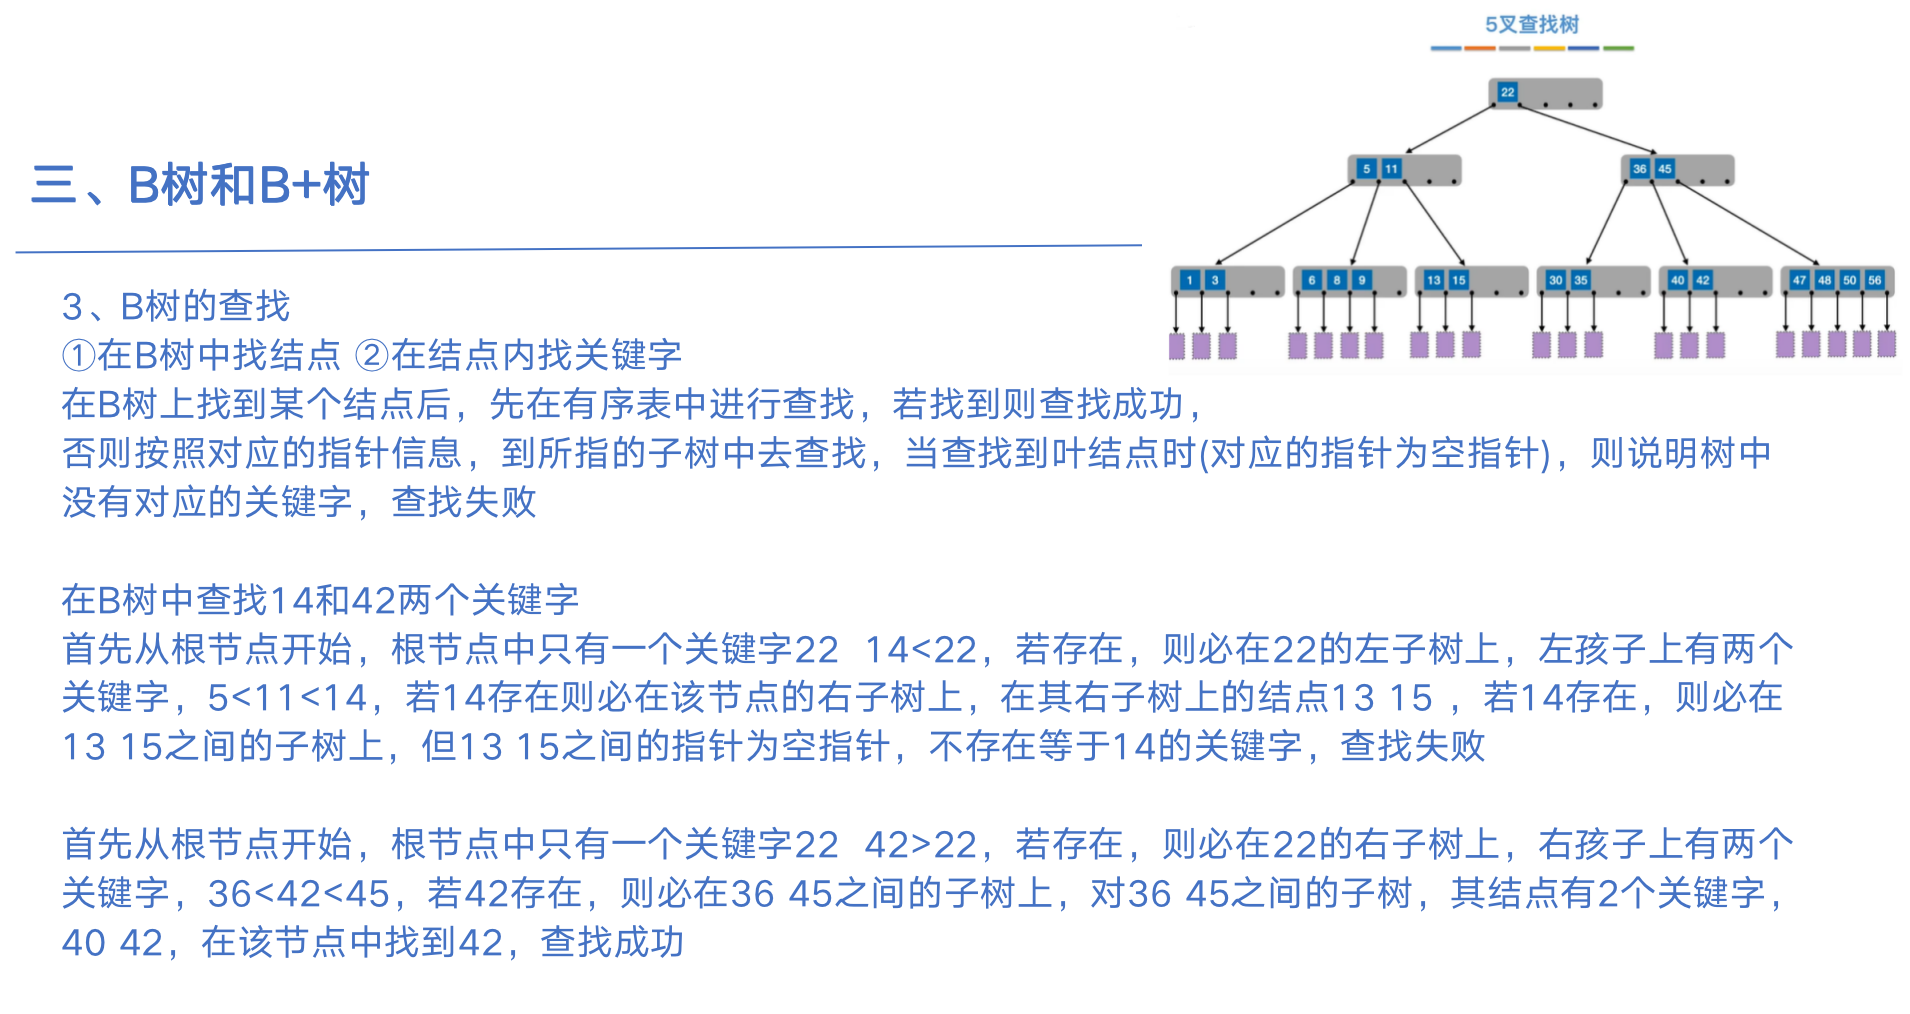 5叉查找树
22
5 11
36 45
1 3
6 8 9
13 15
30 35
40 42
47 48 50 56
三、B树和B+树
3、B树的查找
①在B树中找结点 ②在结点内找关键字
在B树上找到某个结点后，先在有序表中进行查找，若找到则查找成功，
否则按照对应的指针信息，到所指的子树中去查找，当查找到叶结点时(对应的指针为空指针)，则说明树中
没有对应的关键字，查找失败
在B树中查找14和42两个关键字
首先从根节点开始，根节点中只有一个关键字22  14<22，若存在，则必在22的左子树上，左孩子上有两个
关键字，5<11<14，若14存在则必在该节点的右子树上，在其右子树上的结点13 15 ，若14存在，则必在
13 15之间的子树上，但13 15之间的指针为空指针，不存在等于14的关键字，查找失败
首先从根节点开始，根节点中只有一个关键字22  42>22，若存在，则必在22的右子树上，右孩子上有两个
关键字，36<42<45，若42存在，则必在36 45之间的子树上，对36 45之间的子树，其结点有2个关键字，
40 42，在该节点中找到42，查找成功